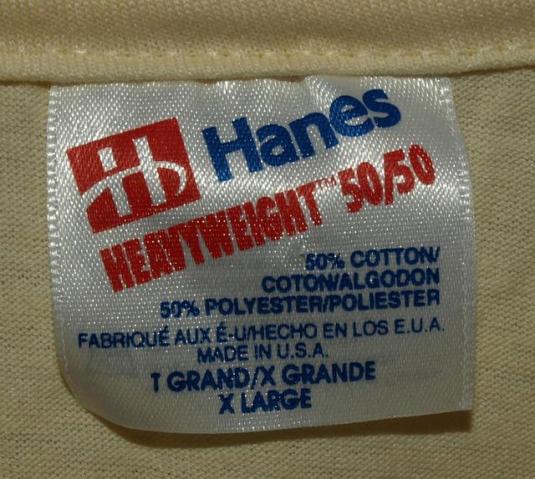 Hanes
HEAVYWEIGHT™ 50/50
50% COTTON/
COTON/ALGODON
50% POLYESTER/POLIESTER
FABRIQUÉ AUX É-U/HECHO EN LOS E.U.A.
MADE IN U.S.A.
T GRAND/X GRANDE
X LARGE